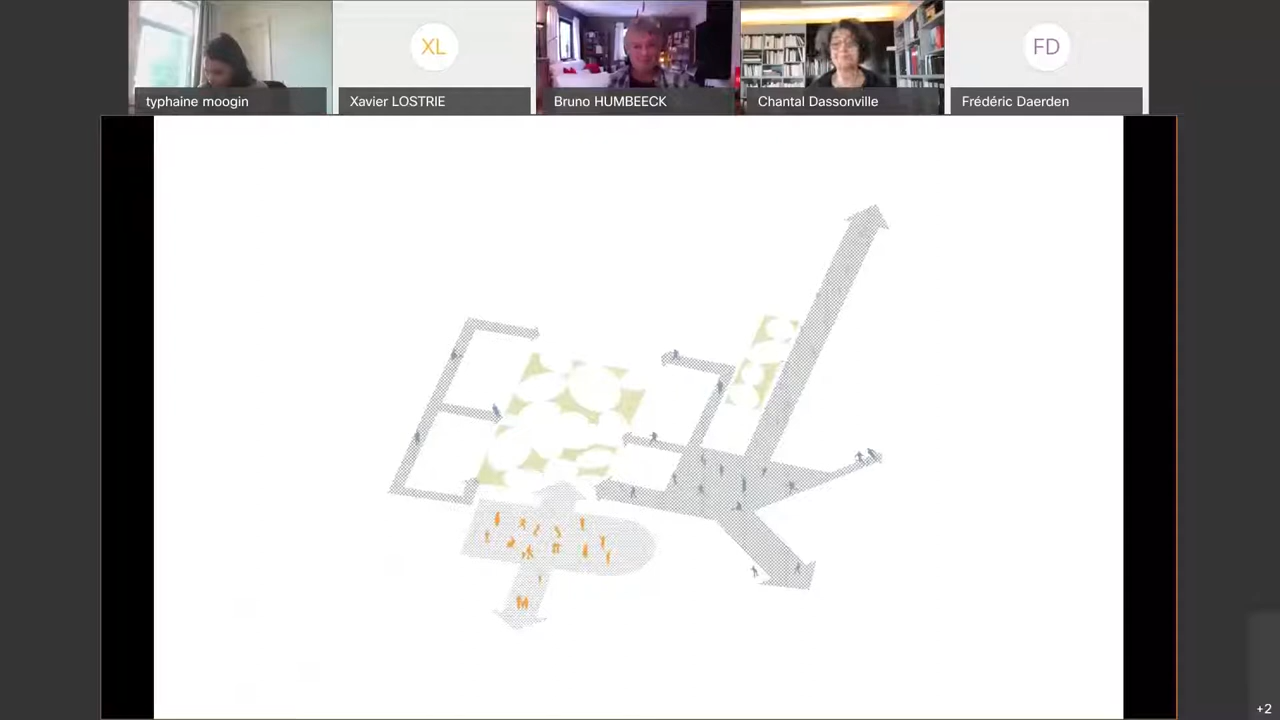 XL
FD
typhaine moogin
Xavier LOSTRIE
Bruno HUMBEECK
Chantal Dassonville
Frédéric Daerden
+2